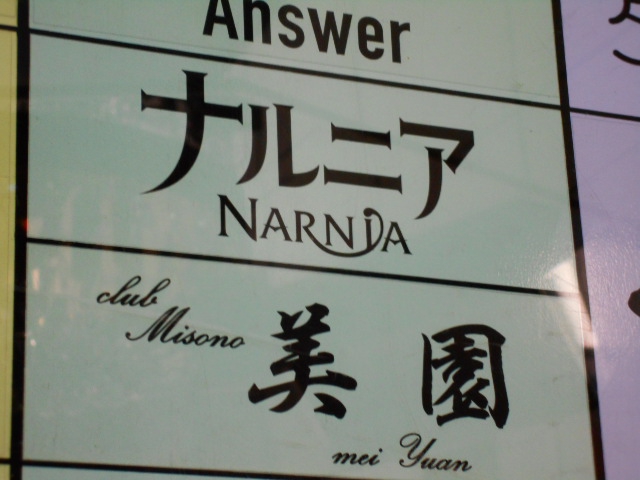 Answer
ナルニア
NARNIA
club
Misono
美園
mei Yuan